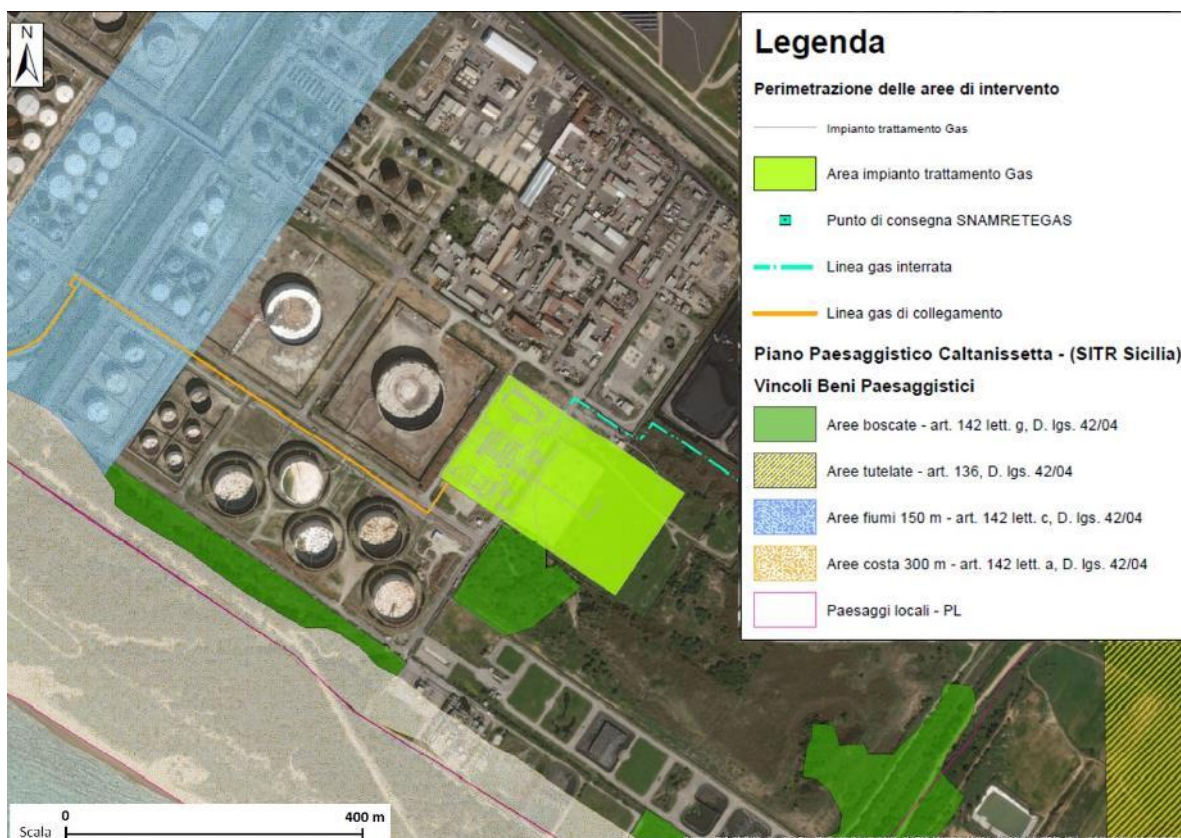 N
Legenda
Perimetrazione delle aree di intervento
Impianto trattamento Gas
Area impianto trattamento Gas
Punto di consegna SNAMRETEGAS
Linea gas interrata
Linea gas di collegamento
Piano Paesaggistico Caltanissetta - (SITR Sicilia)
Vincoli Beni Paesaggistici
Aree boscate - art. 142 lett. g, D. lgs. 42/04
Aree tutelate - art. 136, D. lgs. 42/04
Aree fiumi 150 m - art. 142 lett. c, D. lgs. 42/04
Aree costa 300 m - art. 142 lett. a, D. lgs. 42/04
Paesaggi locali - PL
0 400 m
Scala